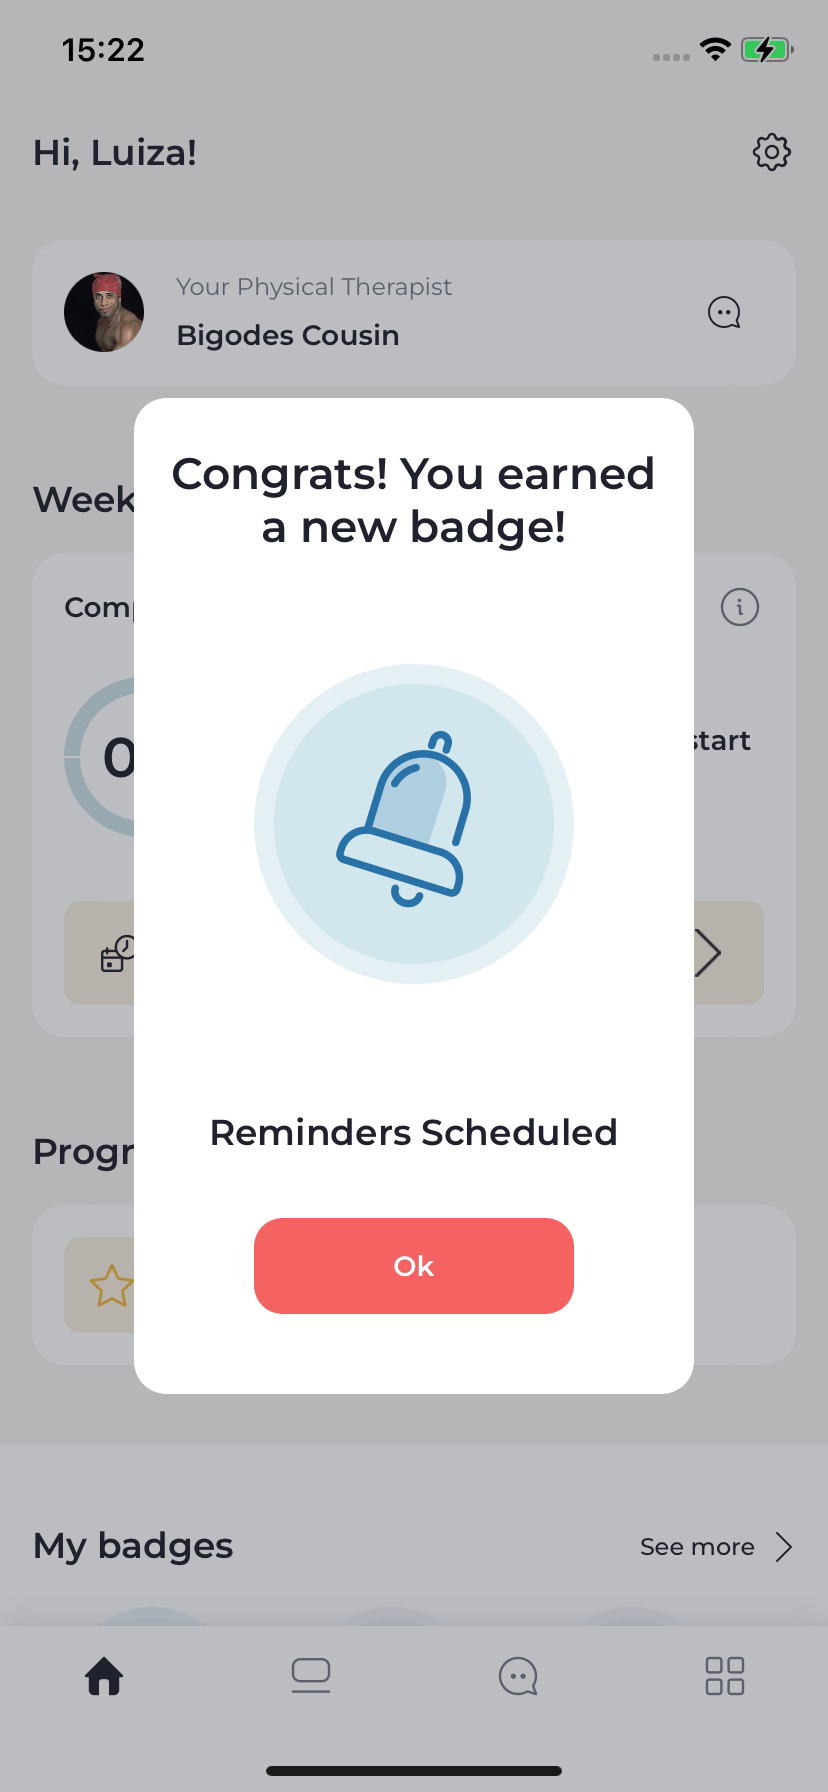 15:22
Hi, Luiza!
Your Physical Therapist
Bigodes Cousin
Congrats! You earned
a new badge!
Week
Com
0
start
Reminders Scheduled
Progr
Ok
My badges
See more